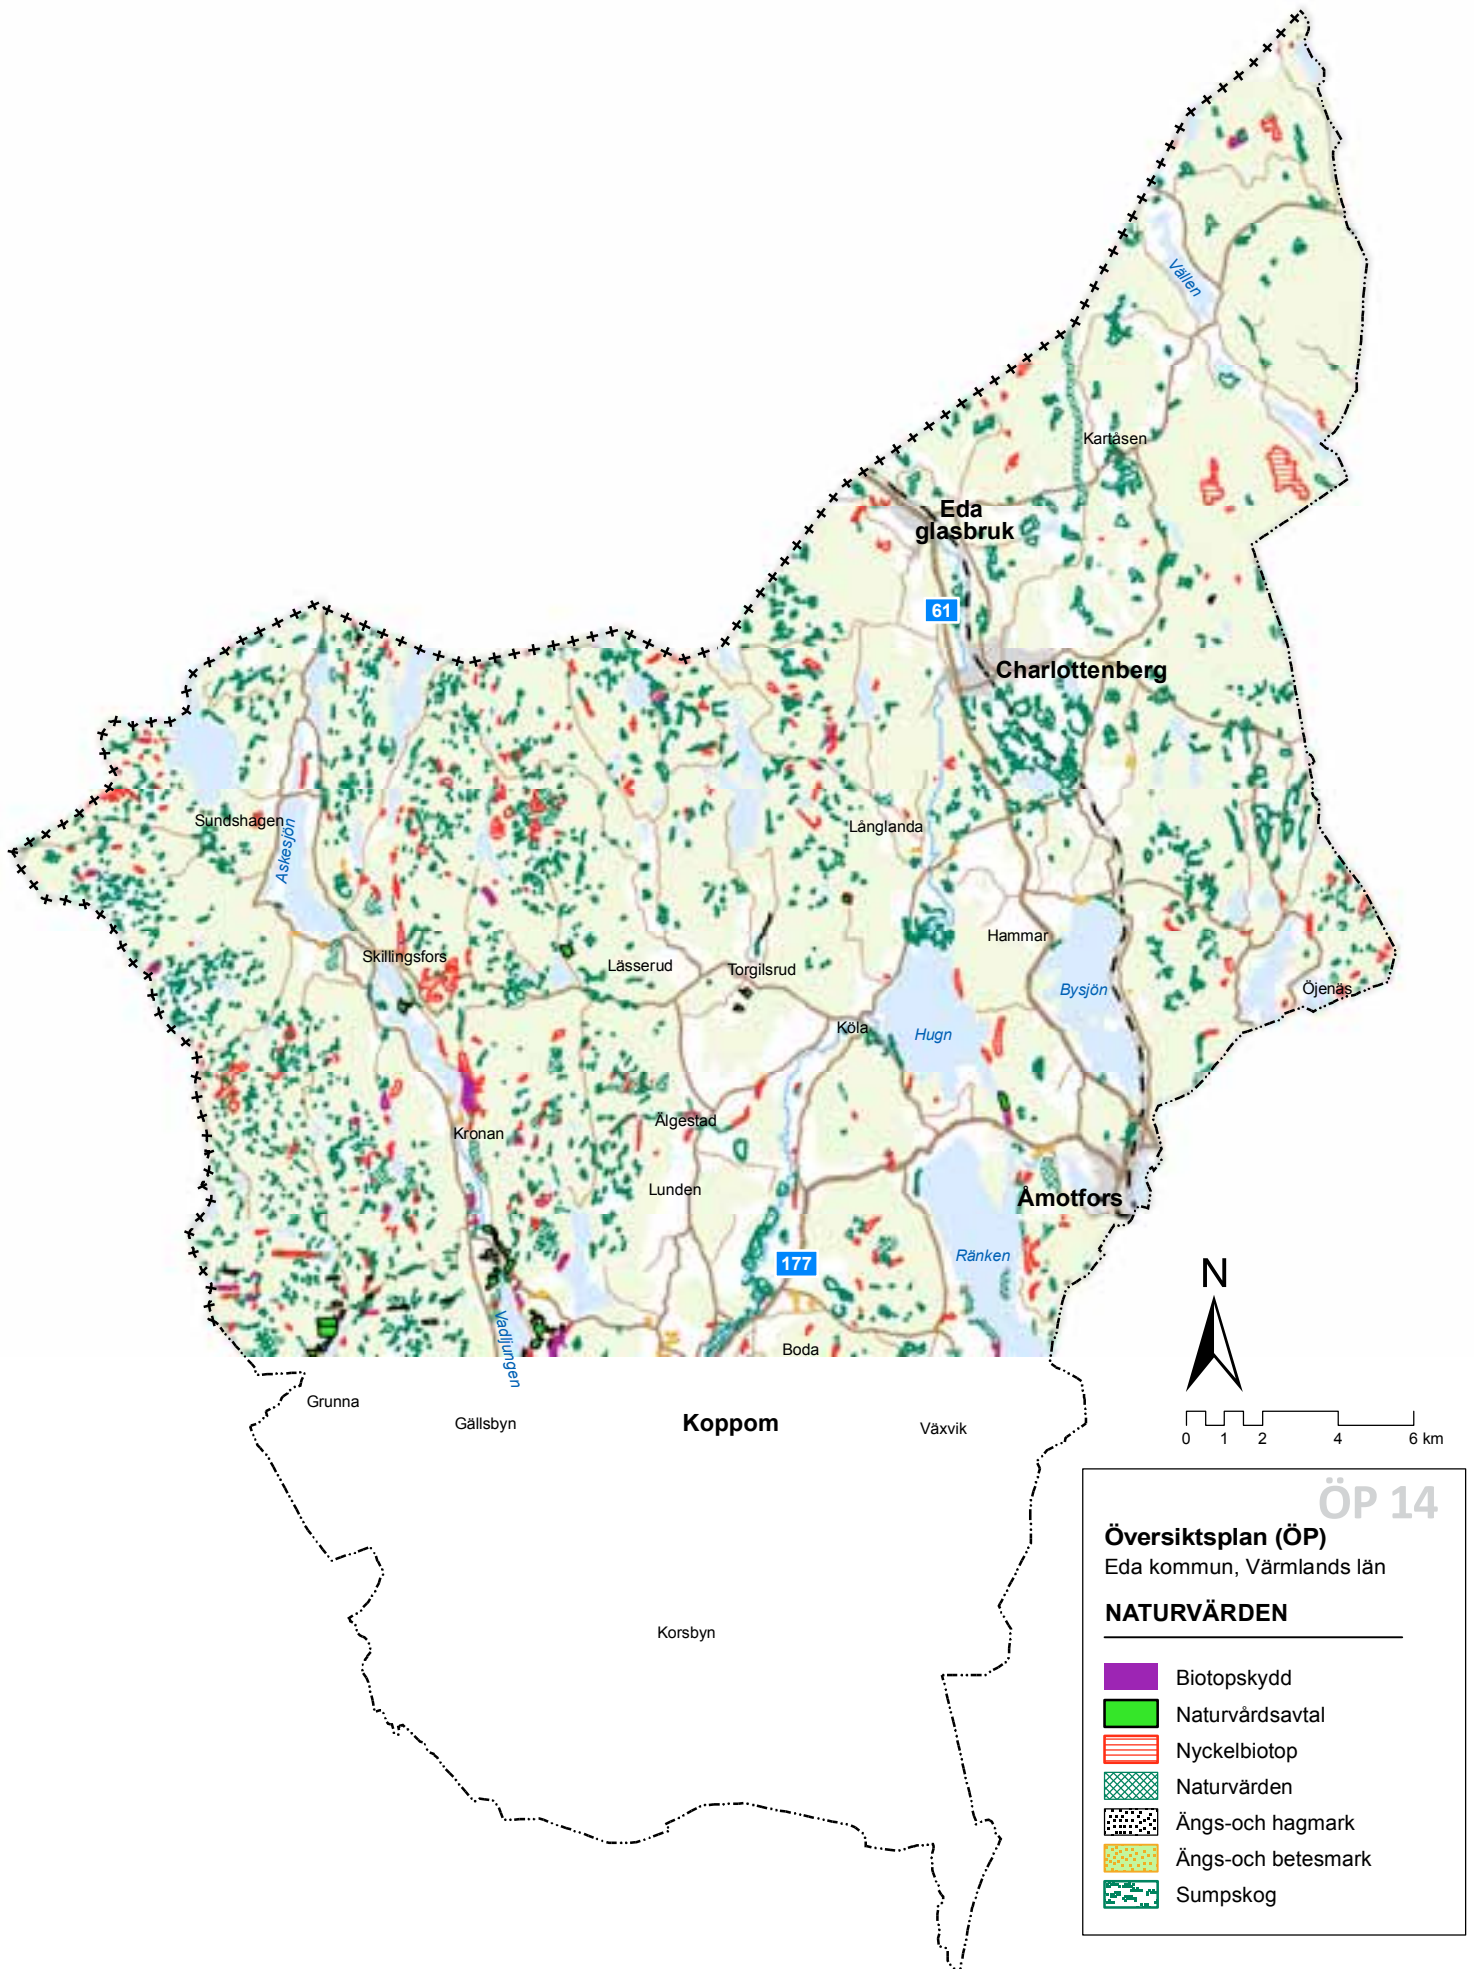 Vällen
Kartåsen
Eda
glasbruk
61
Charlottenberg
Sundshagen
Askesjön
Långlanda
Hammar
Skillingsfors
Lässerud
Torgilsrud
Bysjön
Öjenäs
Köla
Hugn
Kronan
Älgestad
Lunden
Åmotfors
177
Ränken
N
Vadljungen
Boda
Grunna
Gällsbyn
Koppom
Växvik
0 1 2 4 6 km
ÖP 14
Översiktsplan (ÖP)
Eda kommun, Värmlands län
NATURVÄRDEN
Korsbyn
Biotopskydd
Naturvårdsavtal
Nyckelbiotop
Naturvärden
Ängs-och hagmark
Ängs-och betesmark
Sumpskog